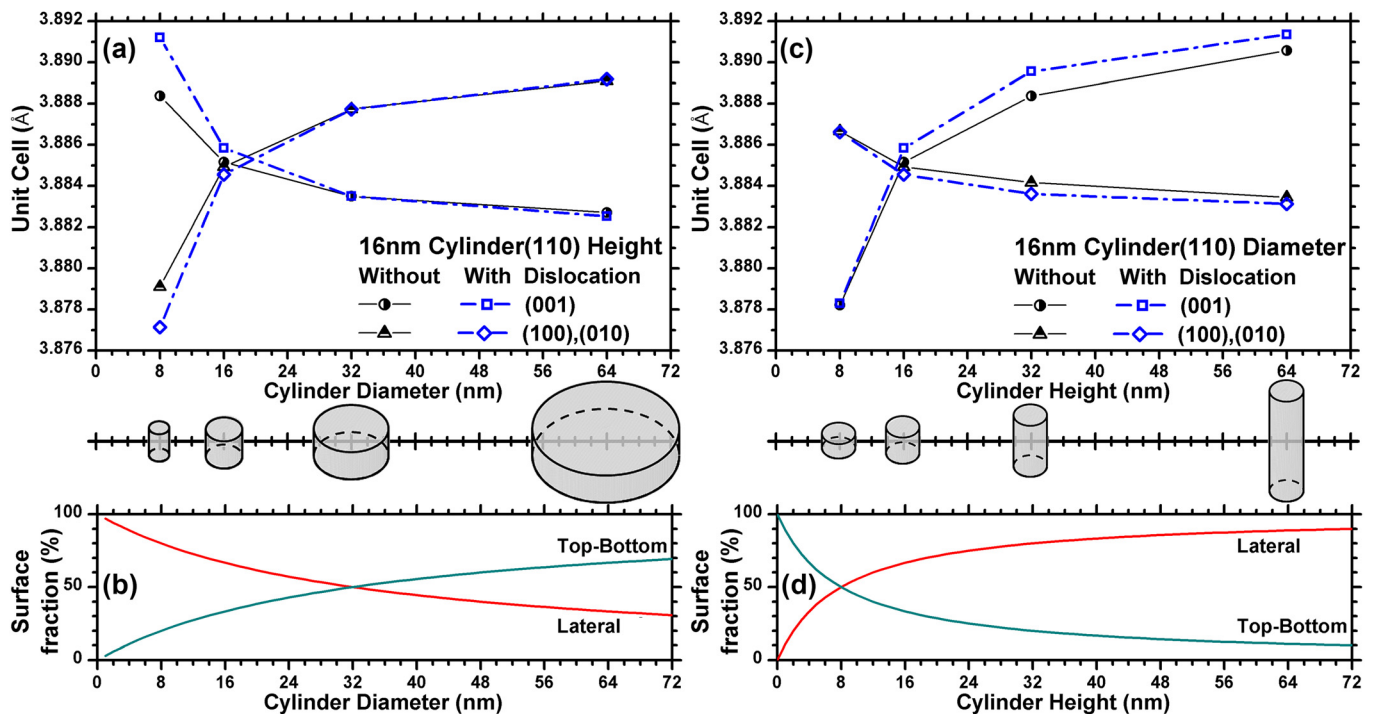 (a)
Unit Cell (Å)
3.892
3.890
3.888
3.886
3.884
3.882
3.880
3.878
3.876
16nm Cylinder(110) Height
Without With Dislocation
(001)
(100),(010)
0 8 16 24 32 40 48 56 64 72
Cylinder Diameter (nm)
(c)
Unit Cell (Å)
3.892
3.890
3.888
3.886
3.884
3.882
3.880
3.878
3.876
16nm Cylinder(110) Diameter
Without With Dislocation
(001)
(100),(010)
0 8 16 24 32 40 48 56 64 72
Cylinder Height (nm)
(b)
Surface
fraction (%)
100
50
0
Top-Bottom
Lateral
0 8 16 24 32 40 48 56 64 72
Cylinder Diameter (nm)
(d)
Surface
fraction (%)
100
50
0
Lateral
Top-Bottom
0 8 16 24 32 40 48 56 64 72
Cylinder Height (nm)